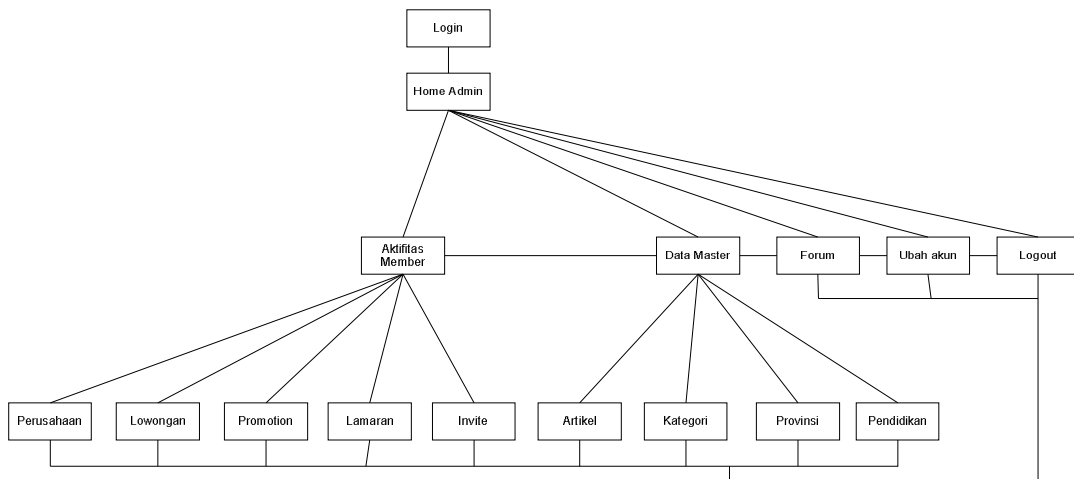 Login
Home Admin
Aktifitas
Member
Data Master
Forum
Ubah akun
Logout
Perusahaan
Lowongan
Promotion
Lamaran
Invite
Artikel
Kategori
Provinsi
Pendidikan